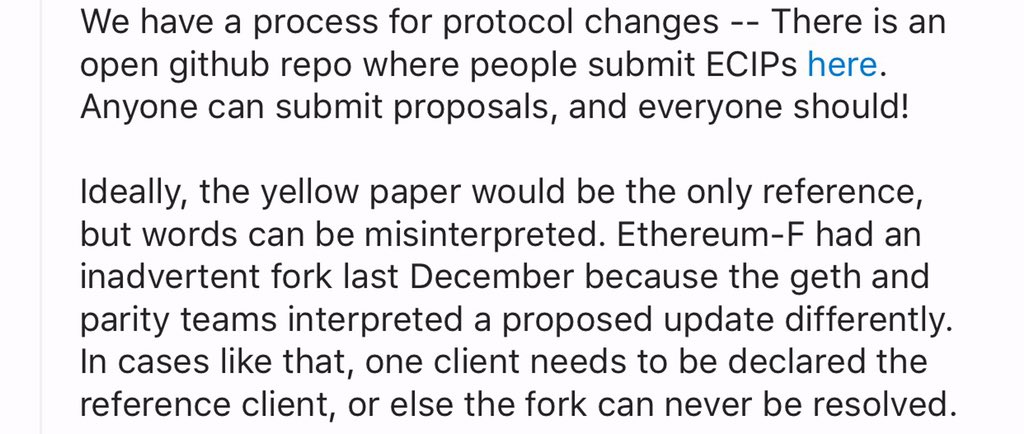 We have a process for protocol changes -- There is an
open github repo where people submit ECIPs here.
Anyone can submit proposals, and everyone should!
Ideally, the yellow paper would be the only reference,
but words can be misinterpreted. Ethereum-F had an
inadvertent fork last December because the geth and
parity teams interpreted a proposed update differently.
In cases like that, one client needs to be declared the
reference client, or else the fork can never be resolved.